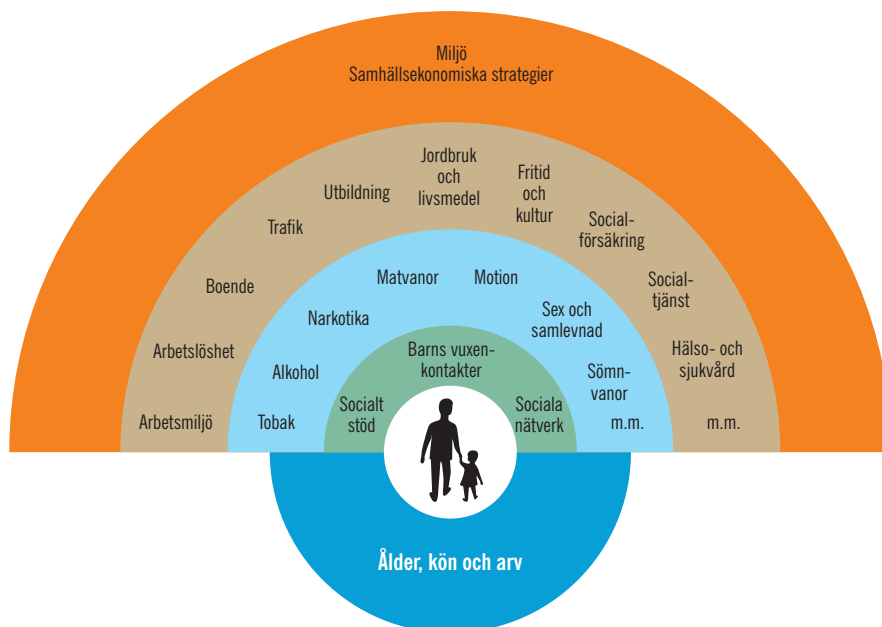 Miljö
Samhällsekonomiska strategier
Jordbruk
och
livsmedel
Fritid
och
kultur
Utbildning
Social-
försäkring
Trafik
Social-
tjänst
Boende
Hälso- och
sjukvård
Arbetslöshet
m.m.
Arbetsmiljö
Matvanor
Motion
Narkotika
Sex och
samlevnad
Alkohol
Sömn-
vanor
Tobak
m.m.
Barns vuxen-
kontakter
Socialt
stöd
Sociala
nätverk
Ålder, kön och arv